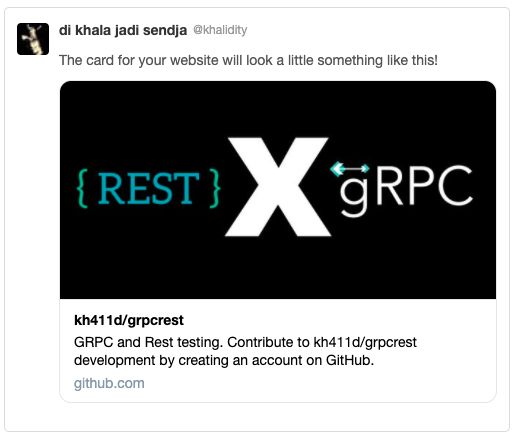 di khala jadi sendja @khalidity
The card for your website will look a little something like this!
{ REST } X gRPC
kh411d/grpcrest
GRPC and Rest testing. Contribute to kh411d/grpcrest
development by creating an account on GitHub.
github.com